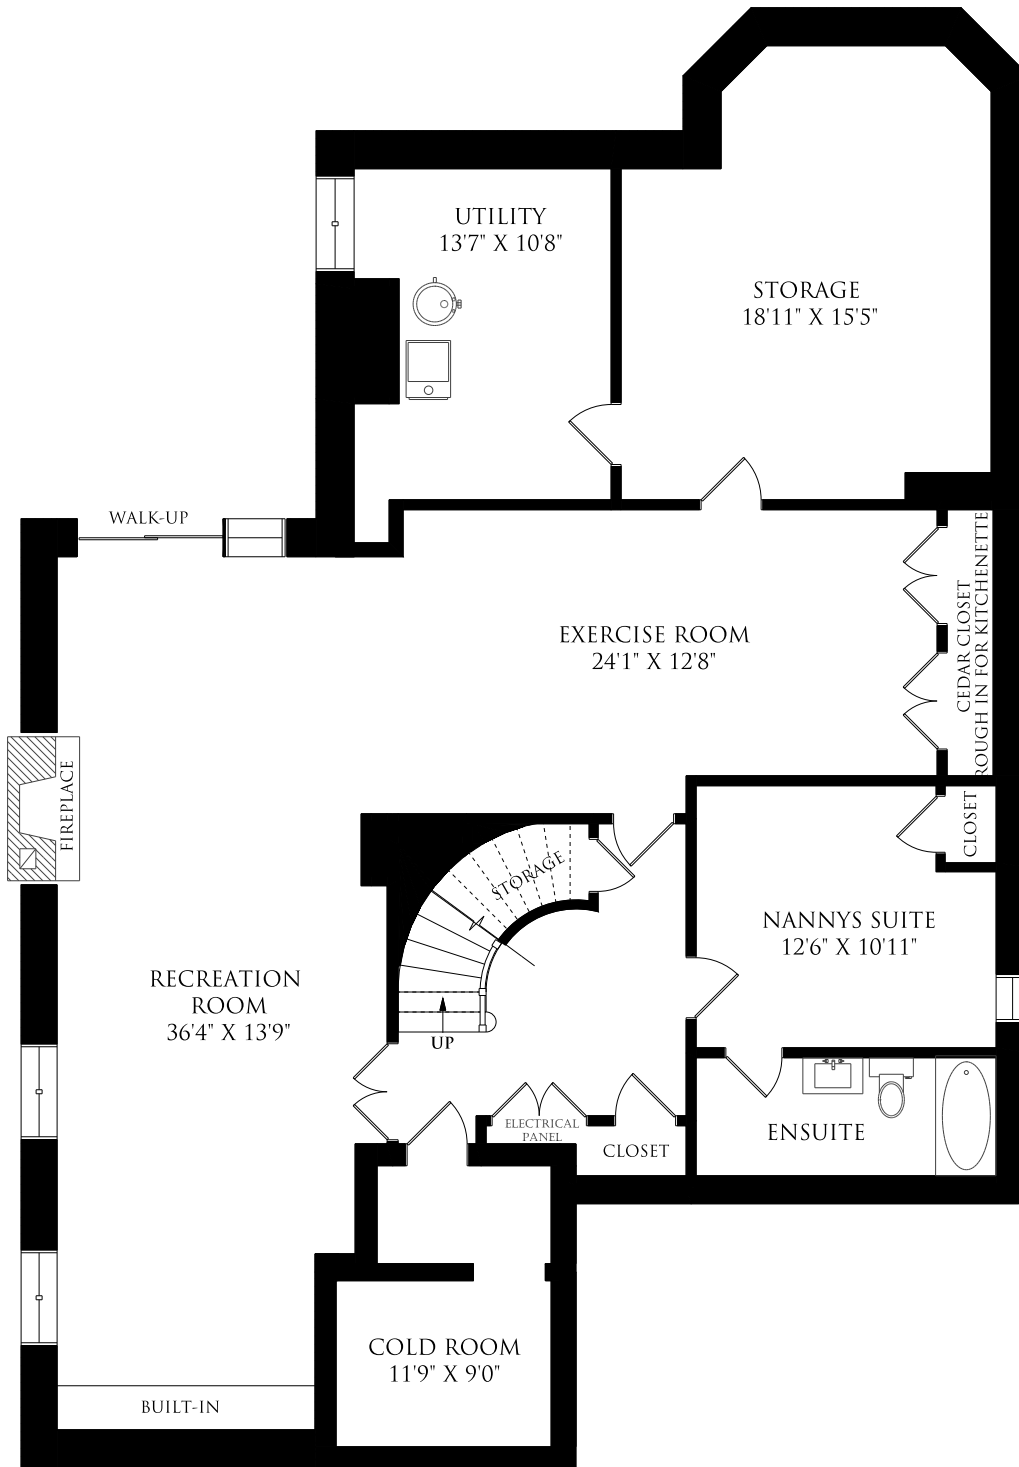 UTILITY
13'7" X 10'8"
STORAGE
18'11" X 15'5"
WALK-UP
EXERCISE ROOM
24'1" X 12'8"
CEDAR CLOSET
ROUGH IN FOR KITCHENETTE
FIREPLACE
CLOSET
STORAGE
NANNYS SUITE
12'6" X 10'11"
RECREATION
ROOM
36'4" X 13'9"
UP
ELECTRICAL
PANEL
CLOSET
ENSUITE
COLD ROOM
11'9" X 9'0"
BUILT-IN